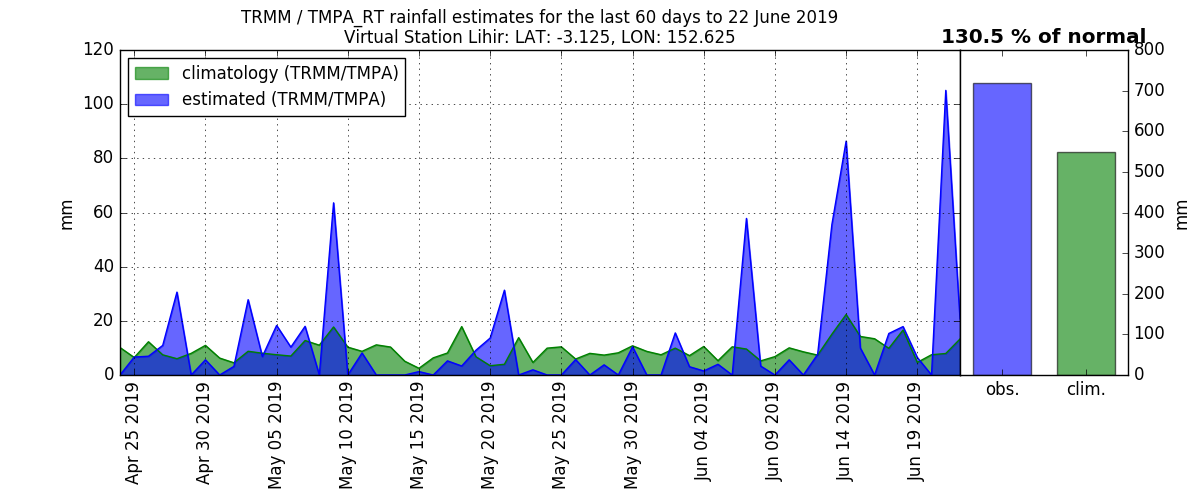 TRMM / TMPA_RT rainfall estimates for the last 60 days to 22 June 2019
Virtual Station Lihir: LAT: -3.125, LON: 152.625
130.5 % of normal
climatology (TRMM/TMPA)
estimated (TRMM/TMPA)
120
100
80
60
40
20
0
mm
800
700
600
500
400
300
200
100
0
mm
Apr 25 2019
Apr 30 2019
May 05 2019
May 10 2019
May 15 2019
May 20 2019
May 25 2019
May 30 2019
Jun 04 2019
Jun 09 2019
Jun 14 2019
Jun 19 2019
obs.
clim.